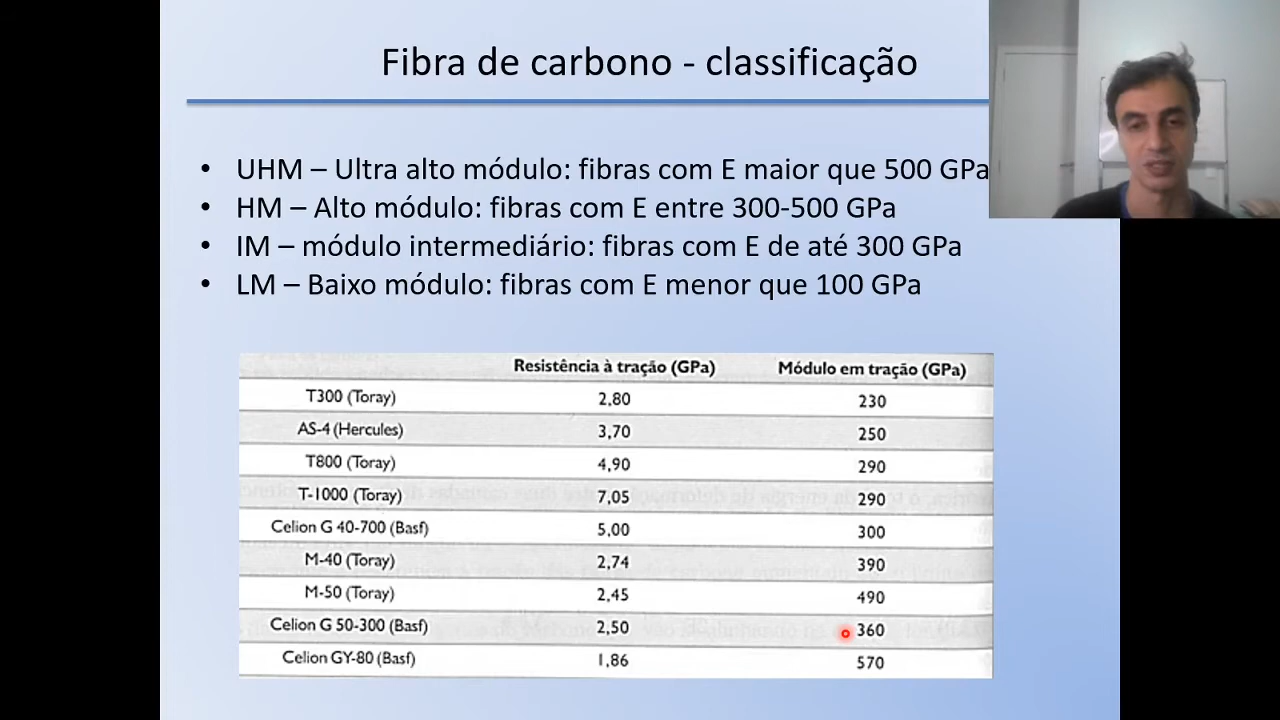 Fibra de carbono - classificação
• UHM – Ultra alto módulo: fibras com E maior que 500 GPa
• HM – Alto módulo: fibras com E entre 300-500 GPa
• IM – módulo intermediário: fibras com E de até 300 GPa
• LM – Baixo módulo: fibras com E menor que 100 GPa
Resistência à tração (GPa) Módulo em tração (GPa)
T300 (Toray) 2,80 230
AS-4 (Hercules) 3,70 250
T800 (Toray) 4,90 290
T-1000 (Toray) 7,05 290
Celion G 40-700 (Basf) 5,00 300
M-40 (Toray) 2,74 390
M-50 (Toray) 2,45 490
Celion G 50-300 (Basf) 2,50 360
Celion GY-80 (Basf) 1,86 570